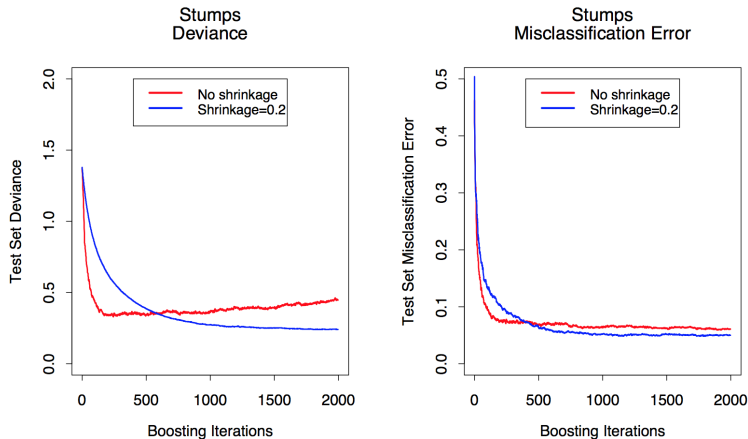 Stumps
Deviance
Test Set Deviance
2.0
1.5
1.0
0.5
0.0
No shrinkage
Shrinkage=0.2
0 500 1000 1500 2000
Boosting Iterations
Stumps
Misclassification Error
Test Set Misclassification Error
0.5
0.4
0.3
0.2
0.1
0.0
No shrinkage
Shrinkage=0.2
0 500 1000 1500 2000
Boosting Iterations